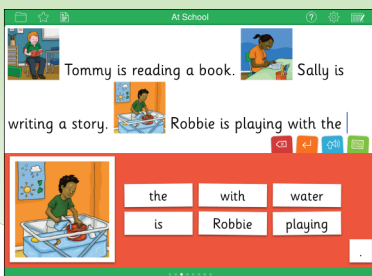 At School
Tommy is reading a book. Sally is
writing a story. Robbie is playing with the
the with water
is Robbie playing
.